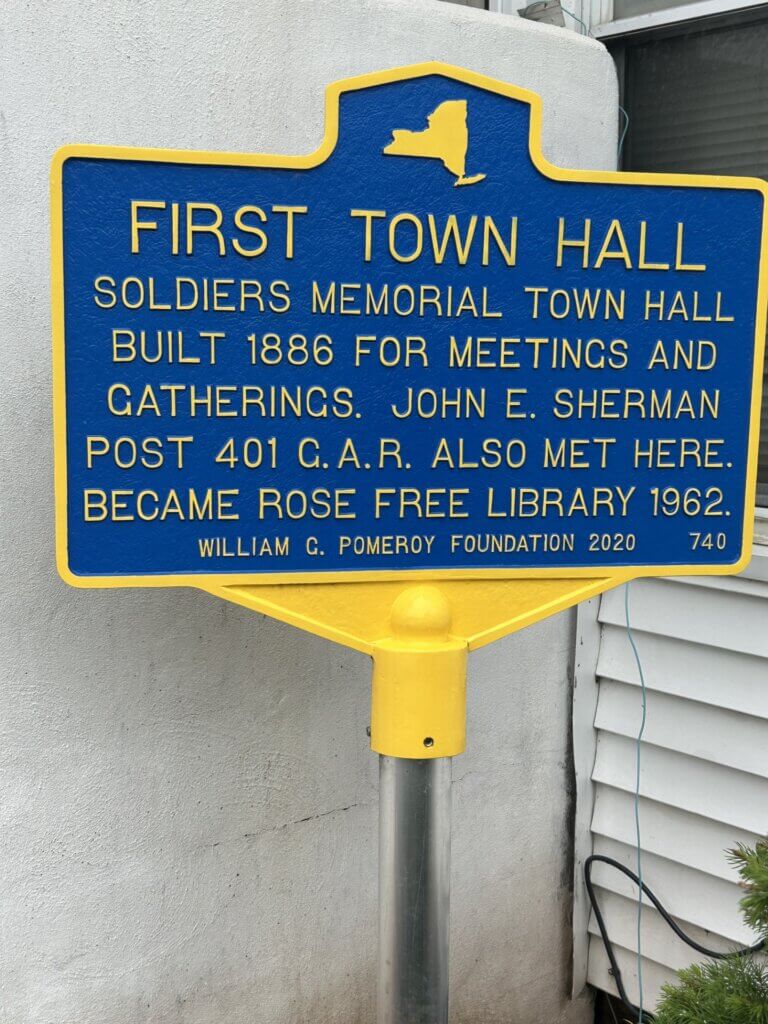 FIRST TOWN HALL
SOLDIERS MEMORIAL TOWN HALL
BUILT 1886 FOR MEETINGS AND
GATHERINGS. JOHN E. SHERMAN
POST 401 G.A.R. ALSO MET HERE.
BECAME ROSE FREE LIBRARY 1962.
WILLIAM G. POMEROY FOUNDATION 2020 740